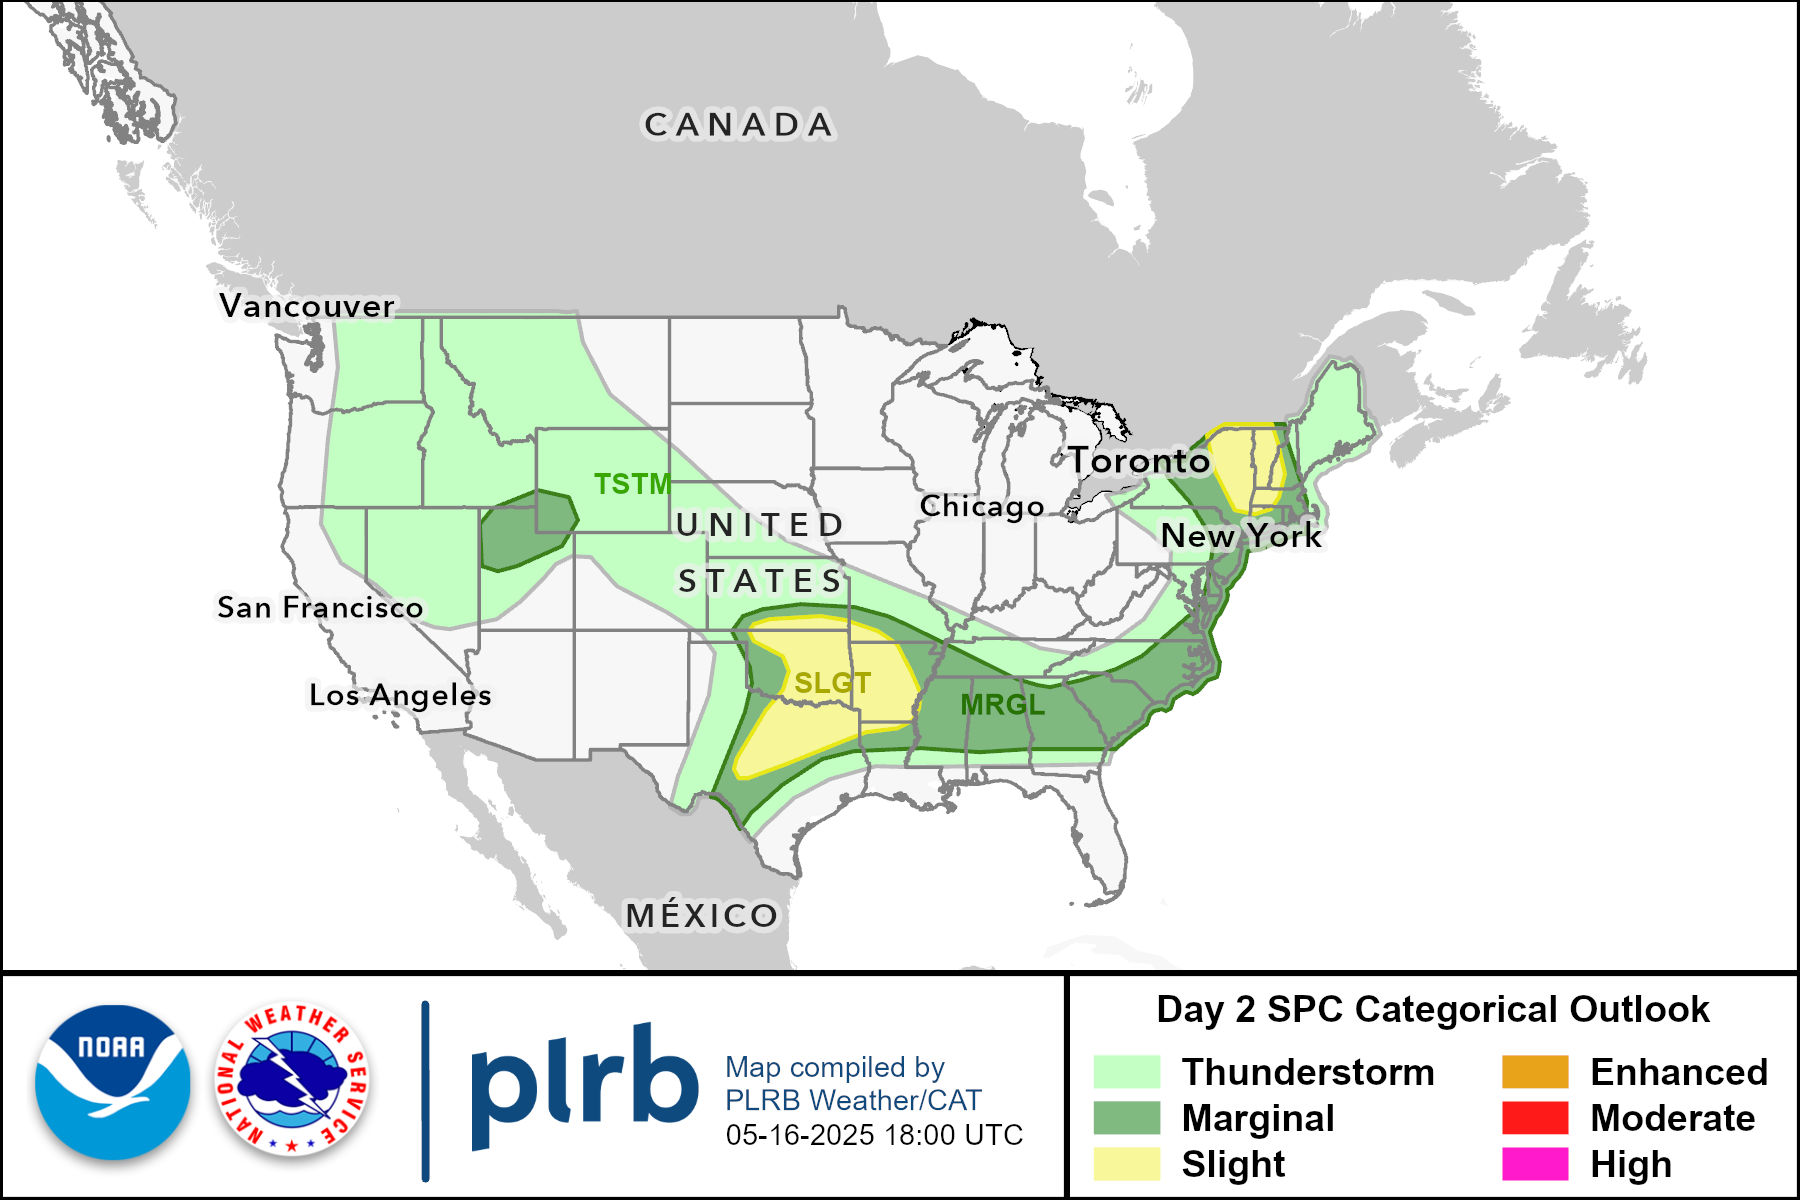 CANADA
Vancouver
Toronto
TSTM
Chicago
UNITED
New York
STATES
San Francisco
SLGT
Los Angeles
MRGL
MÉXICO
NOAA
NATIONAL WEATHER SERVICE
plrb
Map compiled by
PLRB Weather/CAT
05-16-2025 18:00 UTC
Day 2 SPC Categorical Outlook
Thunderstorm
Enhanced
Marginal
Moderate
Slight
High